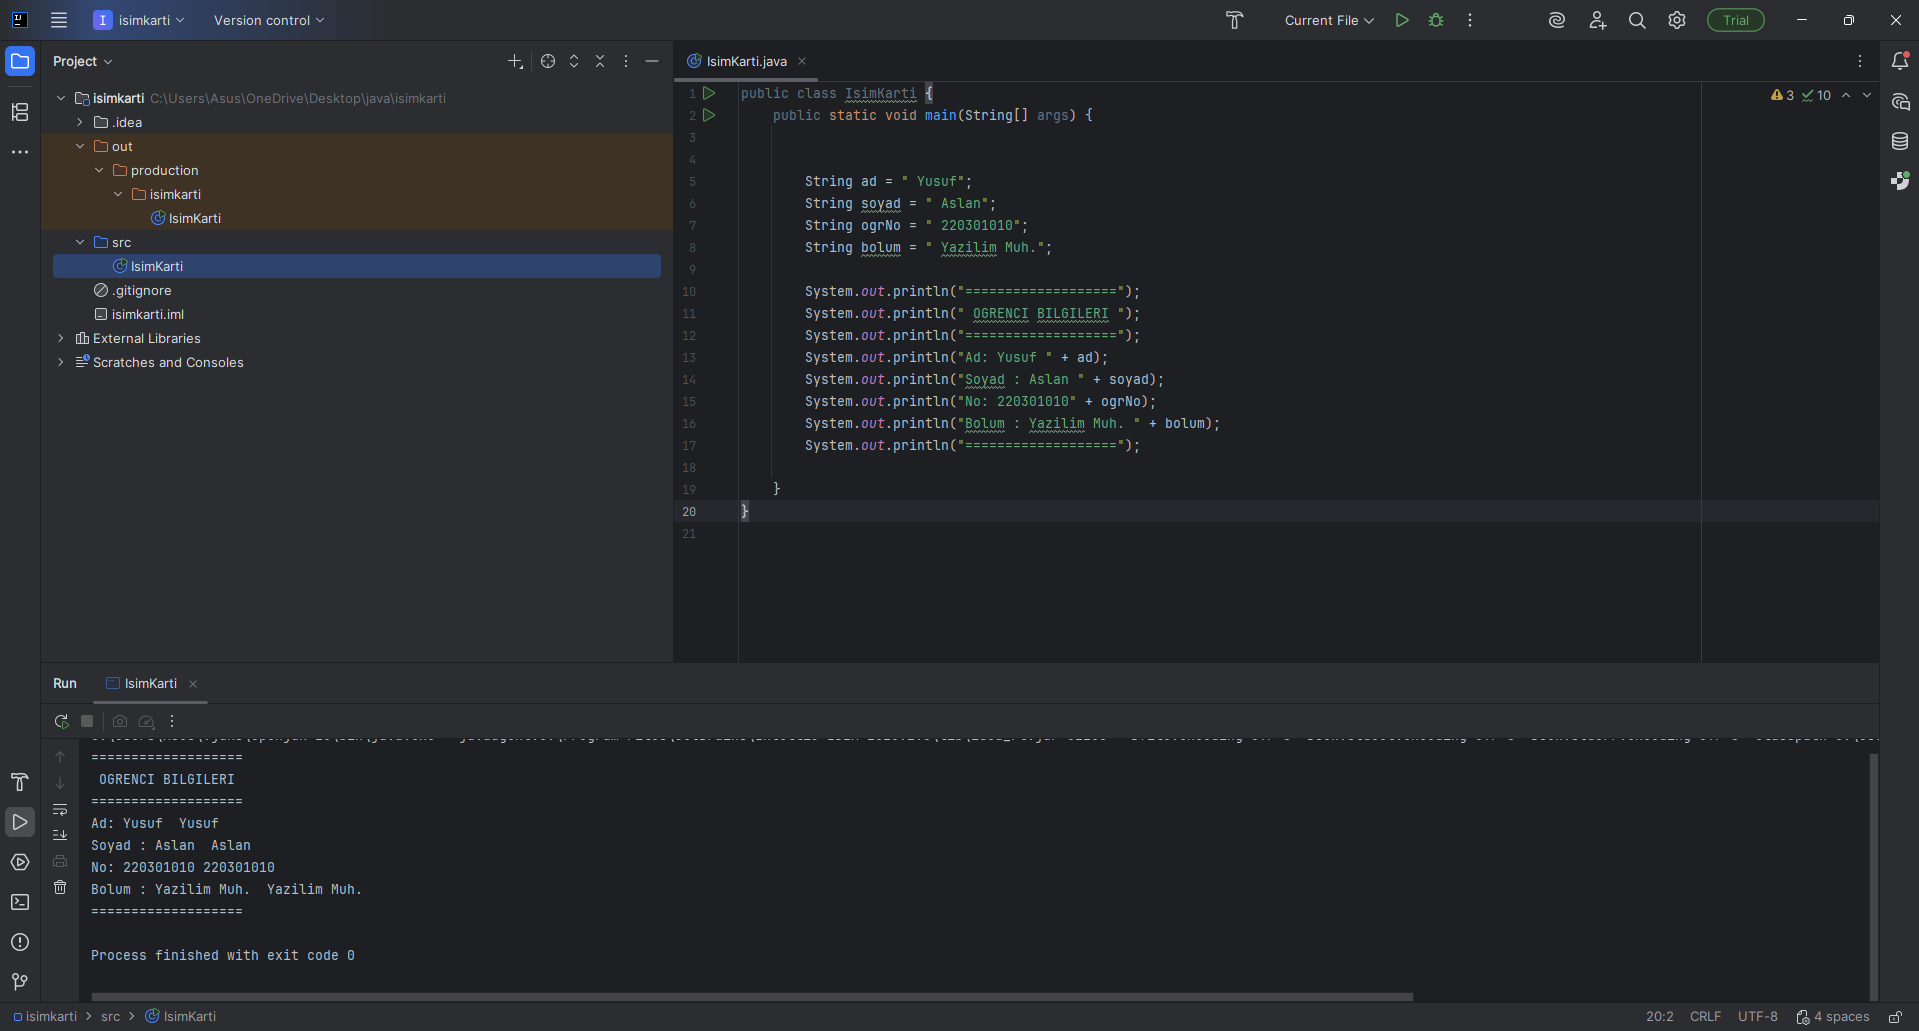 I isimkarti Version control Current File Trial
Project
IsimKarti.java
isimkarti C:\Users\Asus\OneDrive\Desktop\java\isimkarti
.idea
out
production
isimkarti
IsimKarti
src
IsimKarti
.gitignore
isimkarti.iml
External Libraries
Scratches and Consoles
3 10
1 public class IsimKarti {
2 public static void main(String[] args) {
3
4
5 String ad = " Yusuf";
6 String soyad = " Aslan";
7 String ogrNo = " 220301010";
8 String bolum = " Yazilim Muh.";
9
10 System.out.println("===================");
11 System.out.println(" OGRENCI BILGILERI ");
12 System.out.println("===================");
13 System.out.println("Ad: Yusuf " + ad);
14 System.out.println("Soyad : Aslan " + soyad);
15 System.out.println("No: 220301010" + ogrNo);
16 System.out.println("Bolum : Yazilim Muh. " + bolum);
17 System.out.println("===================");
18
19 }
20 }
21
Run IsimKarti
===================
 OGRENCI BILGILERI
===================
Ad: Yusuf  Yusuf
Soyad : Aslan  Aslan
No: 220301010 220301010
Bolum : Yazilim Muh.  Yazilim Muh.
===================
Process finished with exit code 0
isimkarti > src > IsimKarti
20:2 CRLF UTF-8 4 spaces